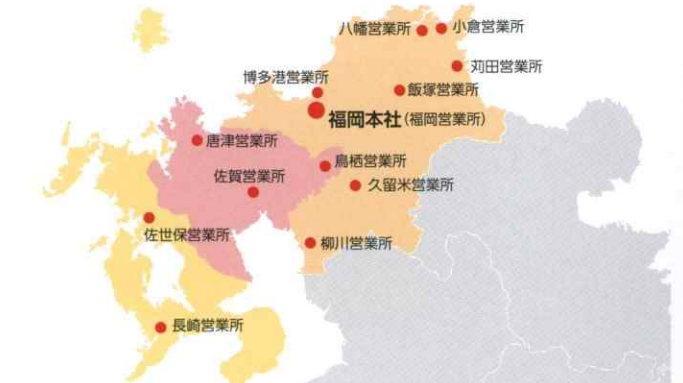 八幡営業所
小倉営業所
苅田営業所
博多港営業所
飯塚営業所
福岡本社(福岡営業所)
唐津営業所
鳥栖営業所
佐賀営業所
久留米営業所
佐世保営業所
柳川営業所
長崎営業所